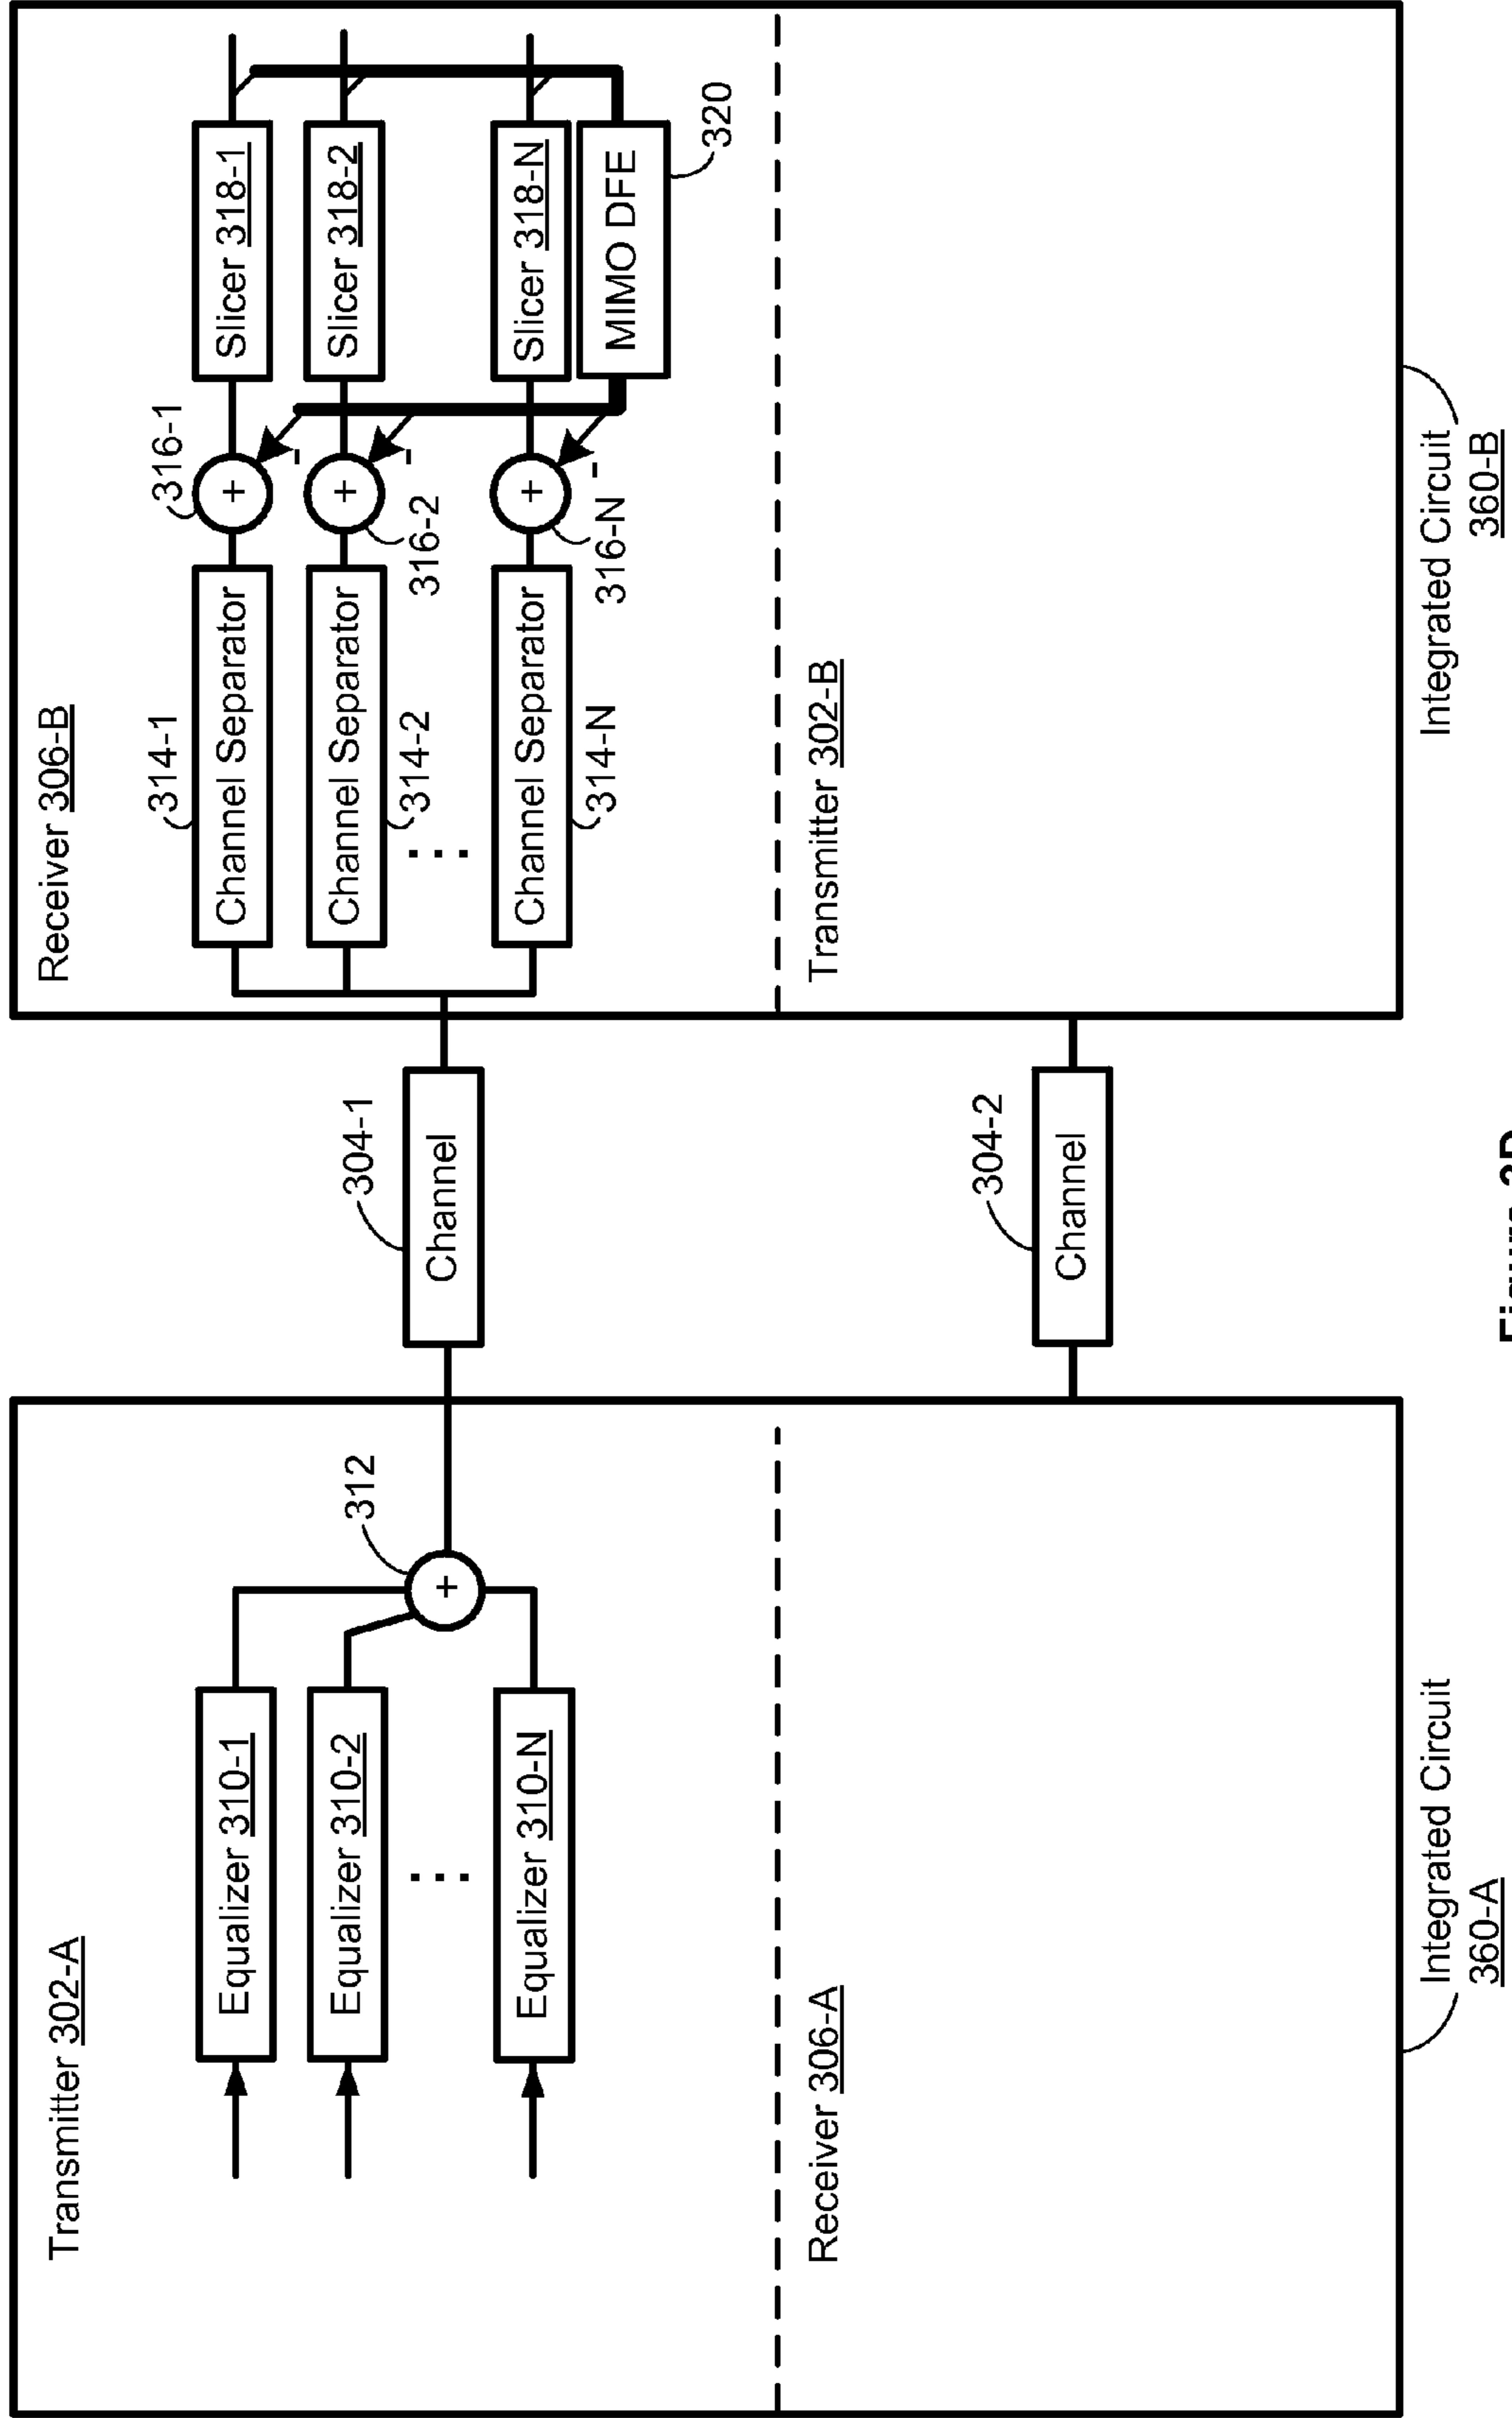 Transmitter 302-A
Equalizer 310-1
Equalizer 310-2
...
Equalizer 310-N
312
+
Receiver 306-A
Integrated Circuit
360-A
304-1
Channel
304-2
Channel
Receiver 306-B
314-1
Channel Separator
Channel Separator
314-2
...
Channel Separator
314-N
316-1
+
-
+
-
316-2
+
-
316-N
Slicer 318-1
Slicer 318-2
Slicer 318-N
MIMO DFE
320
Transmitter 302-B
Integrated Circuit
360-B